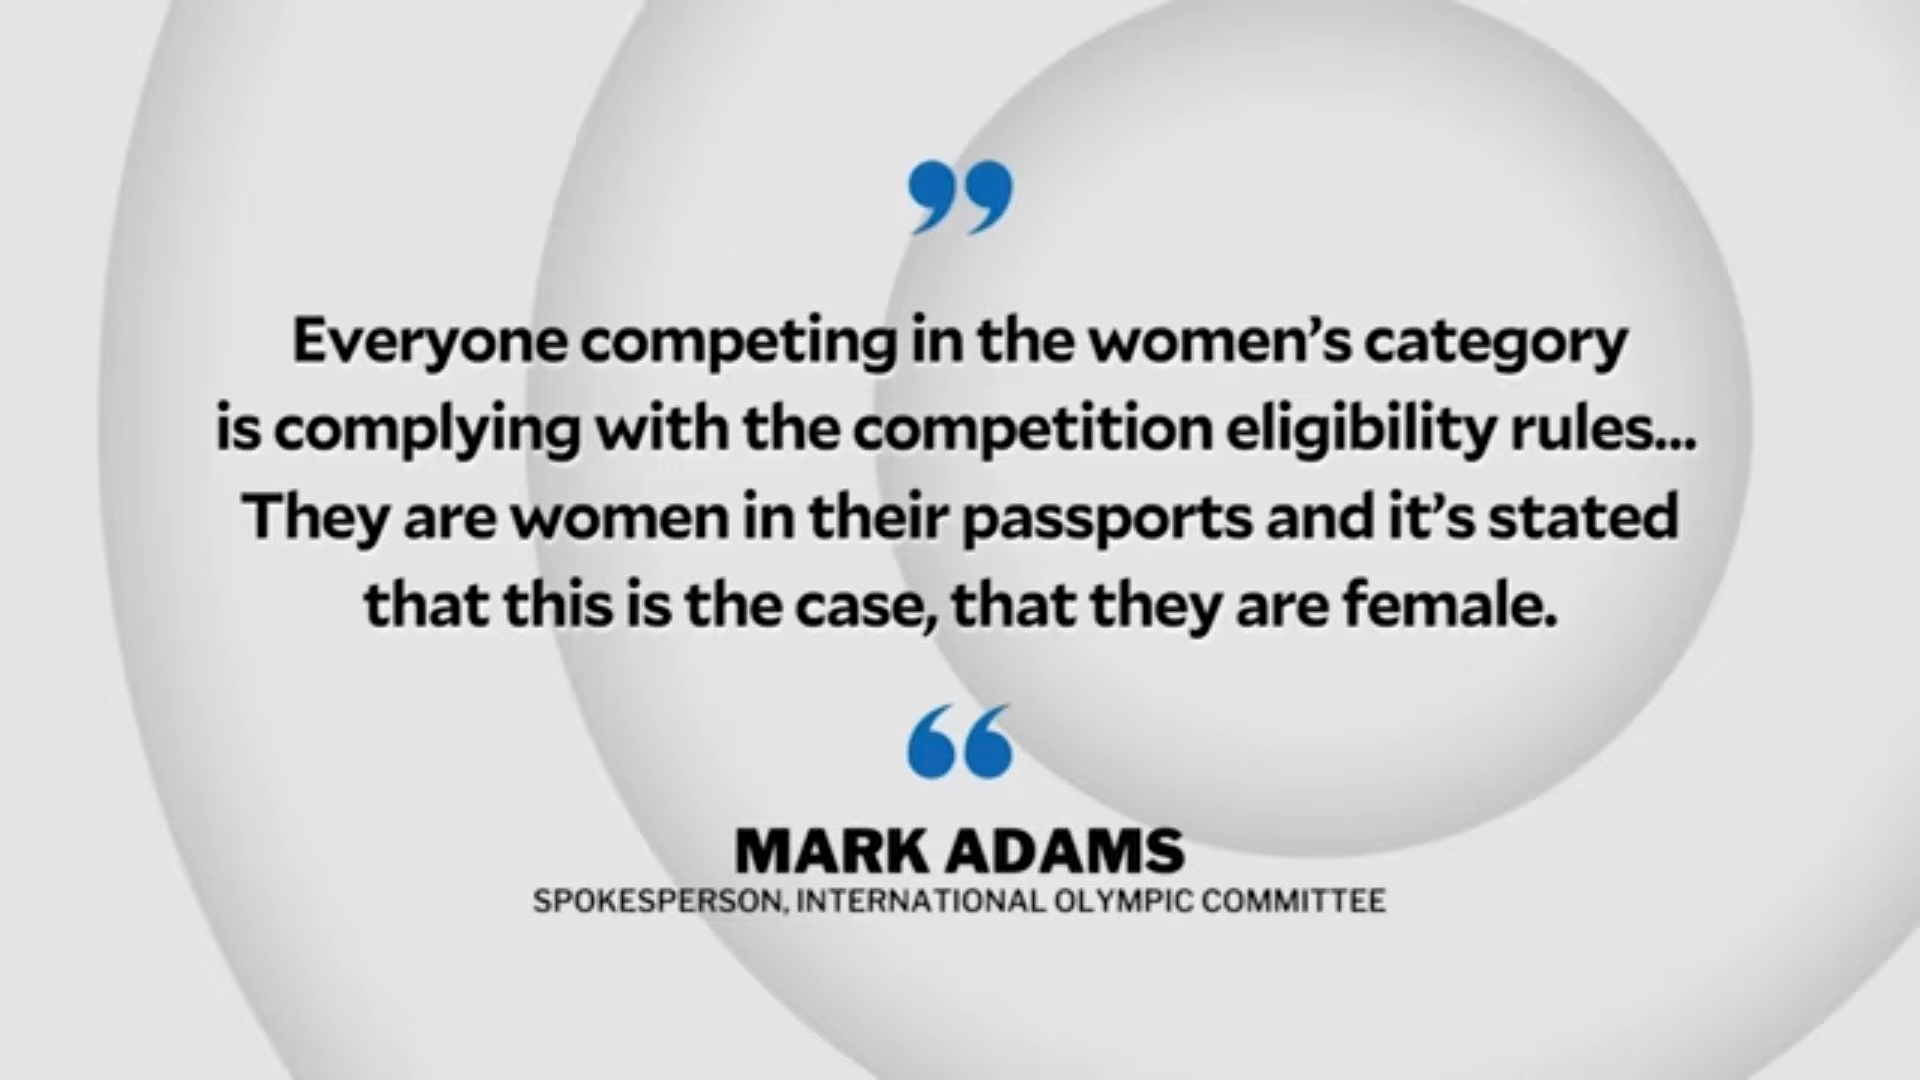 ”
Everyone competing in the women’s category
is complying with the competition eligibility rules...
They are women in their passports and it’s stated
that this is the case, that they are female.
“
MARK ADAMS
SPOKESPERSON, INTERNATIONAL OLYMPIC COMMITTEE